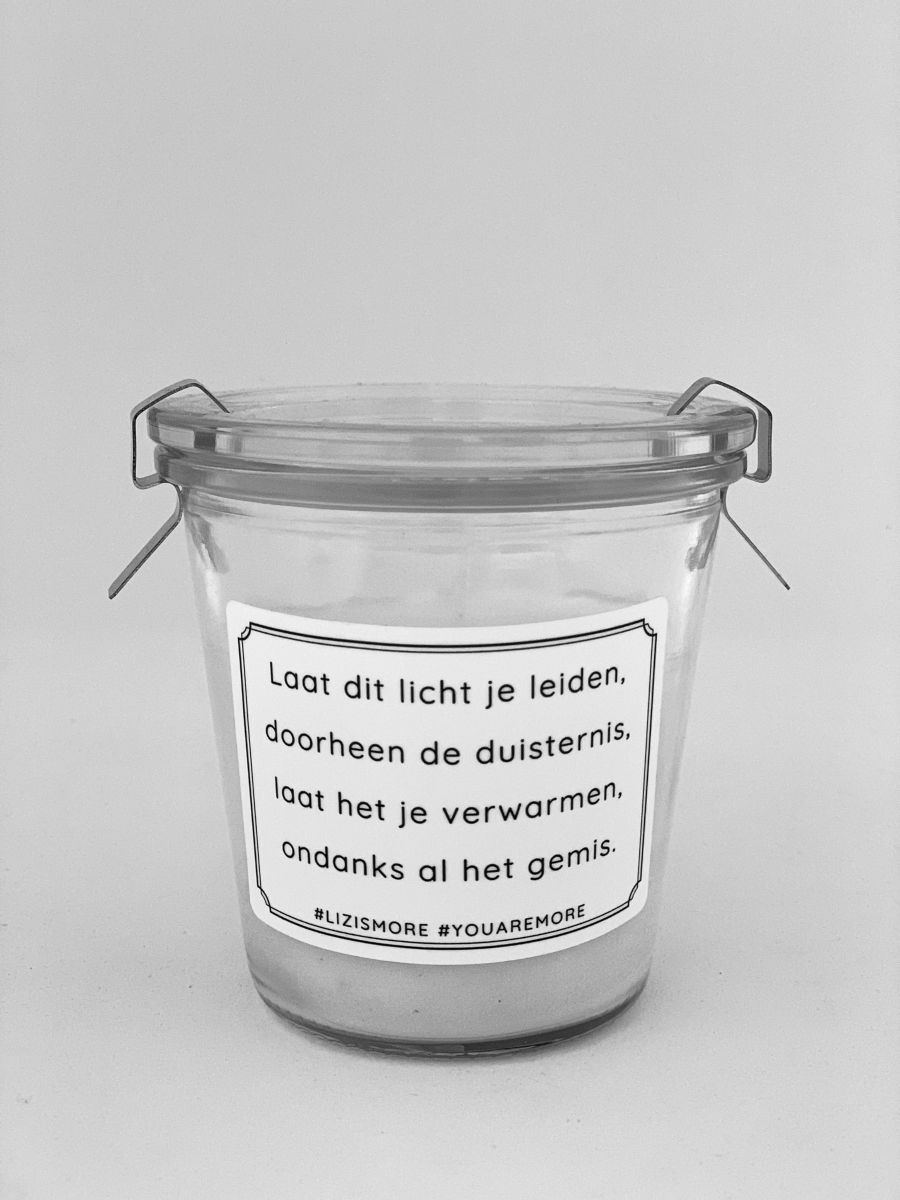 Laat dit licht je leiden,
doorheen de duisternis,
laat het je verwarmen,
ondanks al het gemis.
#LIZISMORE #YOUAREMORE